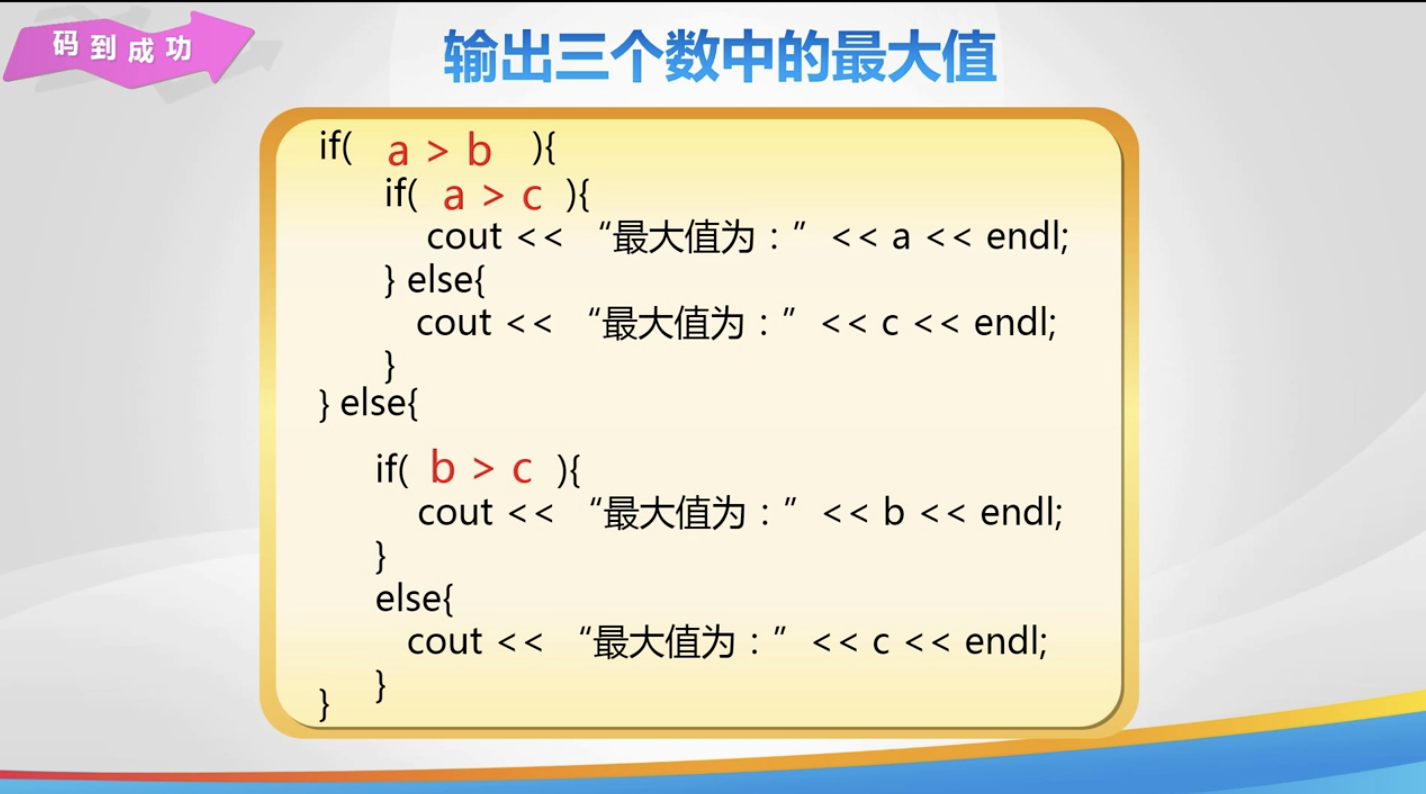 码到成功
输出三个数中的最大值
if( a > b ){
if( a > c ){
cout << “最大值为：” << a << endl;
} else{
cout << “最大值为：” << c << endl;
}
} else{
if( b > c ){
cout << “最大值为：” << b << endl;
}
else{
cout << “最大值为：” << c << endl;
}
}